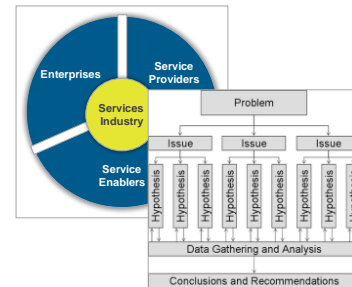 Enterprises
Service
Providers
Services
Industry
Service
Enablers
Problem
Issue
Issue
Issue
Hypothesis
Hypothesis
Hypothesis
Hypothesis
Hypothesis
Hypothesis
Hypothesis
Hypothesis
Hypothesis
Data Gathering and Analysis
Conclusions and Recommendations